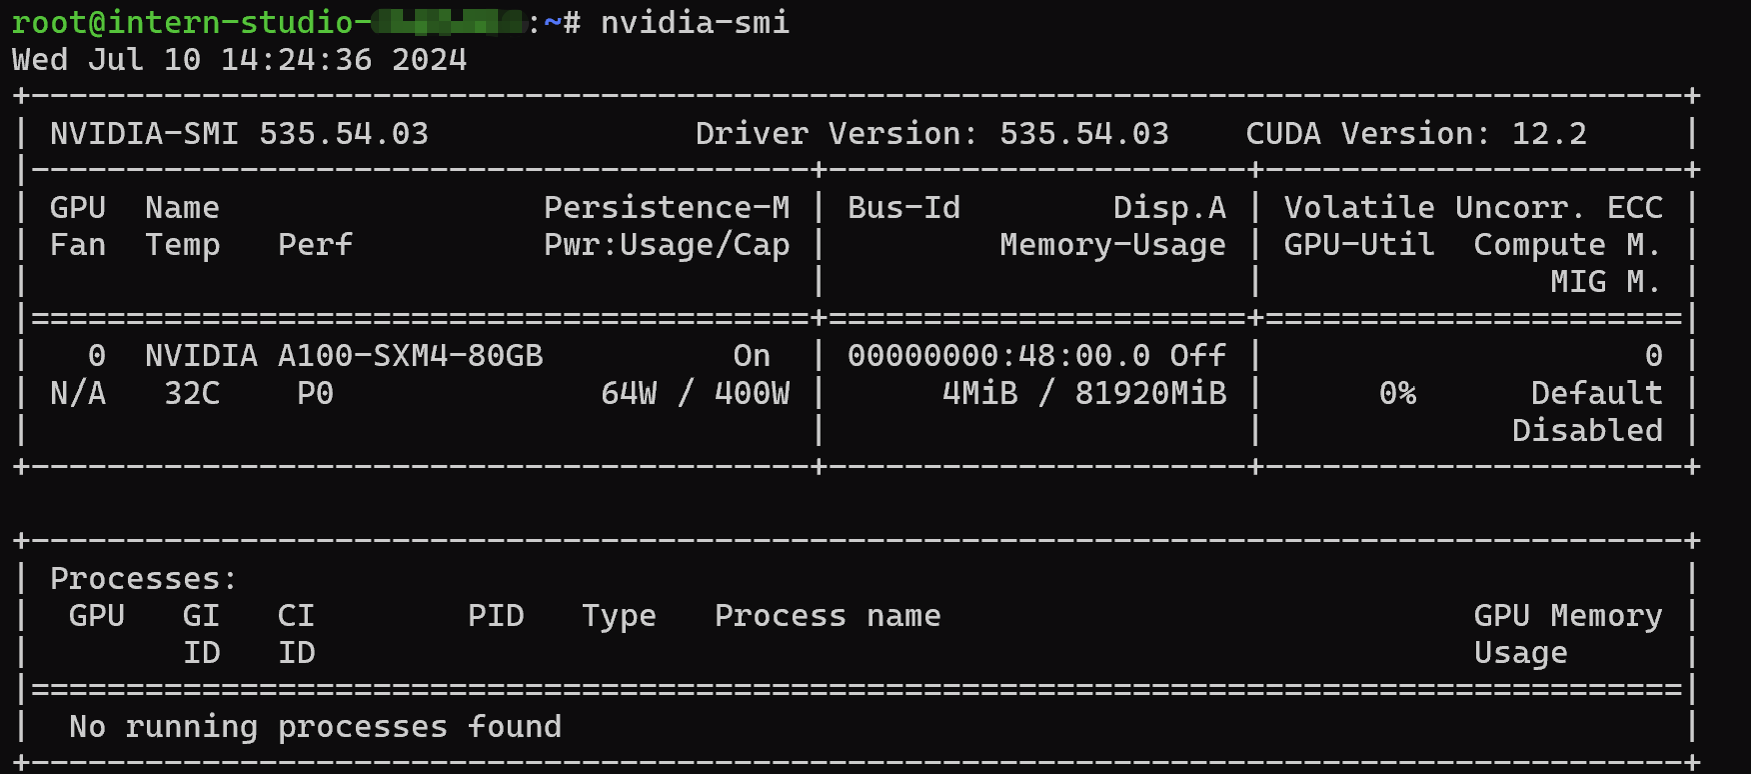 root@intern-studio-:~# nvidia-smi
Wed Jul 10 14:24:36 2024
+---------------------------------------------------------------------------------------+
| NVIDIA-SMI 535.54.03              Driver Version: 535.54.03    CUDA Version: 12.2     |
|-----------------------------------------+----------------------+----------------------+
| GPU  Name                 Persistence-M | Bus-Id        Disp.A | Volatile Uncorr. ECC |
| Fan  Temp   Perf          Pwr:Usage/Cap |         Memory-Usage | GPU-Util  Compute M. |
|                                         |                      |               MIG M. |
|=========================================+======================+======================|
|   0  NVIDIA A100-SXM4-80GB          On  | 00000000:48:00.0 Off |                    0 |
| N/A   32C    P0              64W / 400W |      4MiB / 81920MiB |      0%      Default |
|                                         |                      |             Disabled |
+-----------------------------------------+----------------------+----------------------+

+---------------------------------------------------------------------------------------+
| Processes:                                                                            |
|  GPU   GI   CI        PID   Type   Process name                            GPU Memory |
|        ID   ID                                                             Usage      |
|=======================================================================================|
|  No running processes found                                                           |
+---------------------------------------------------------------------------------------+